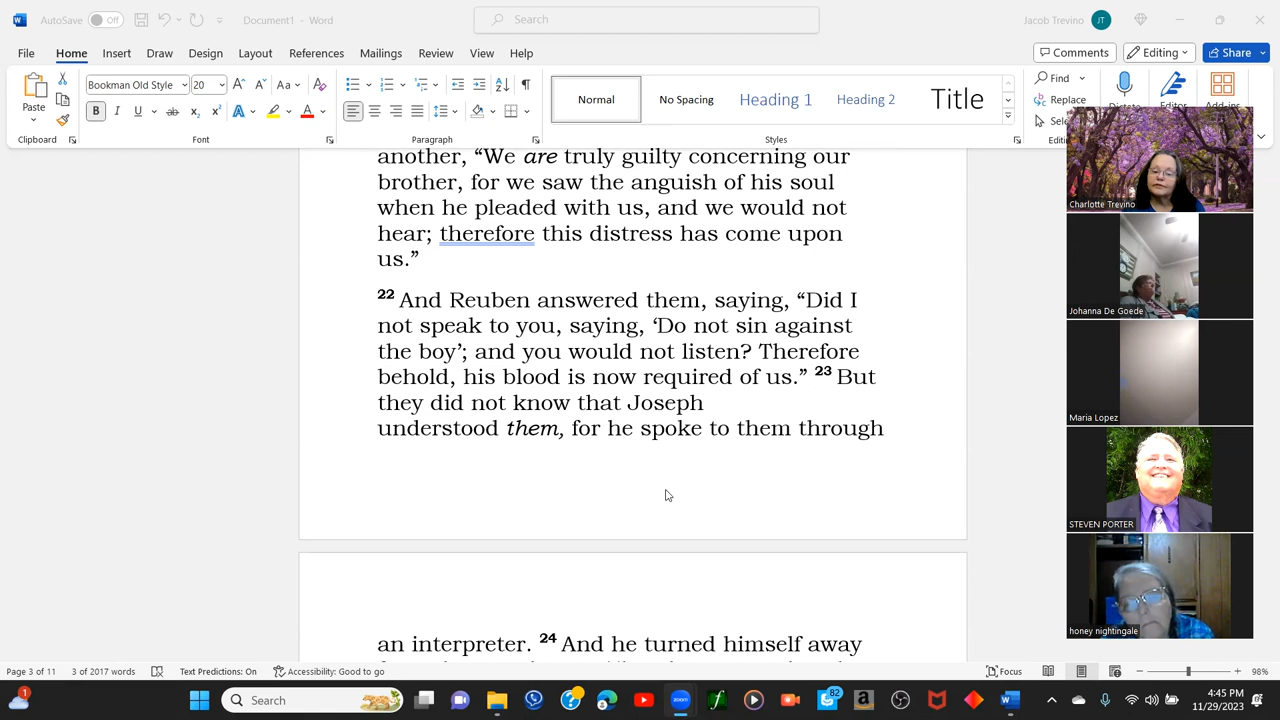 AutoSave Off Document1 - Word Search Jacob Trevino JT
File Home Insert Draw Design Layout References Mailings Review View Help Comments Editing Share
Paste Bookman Old Style 20 Aa Normal No Spacing Heading 1 Heading 2 Title Find Replace
Clipboard Font Paragraph Styles
another, “We are truly guilty concerning our
brother, for we saw the anguish of his soul
when he pleaded with us, and we would not
hear; therefore this distress has come upon
us.”
22 And Reuben answered them, saying, “Did I
not speak to you, saying, ‘Do not sin against
the boy’; and you would not listen? Therefore
behold, his blood is now required of us.” 23 But
they did not know that Joseph
understood them, for he spoke to them through
an interpreter. 24 And he turned himself away
Charlotte Trevino
Johanna De Goede
Maria Lopez
STEVEN PORTER
honey nightingale
Page 3 of 11 3 of 2017 words Text Predictions: On Accessibility: Good to go Focus 98%
1 Search zoom 82 4:45 PM
11/29/2023